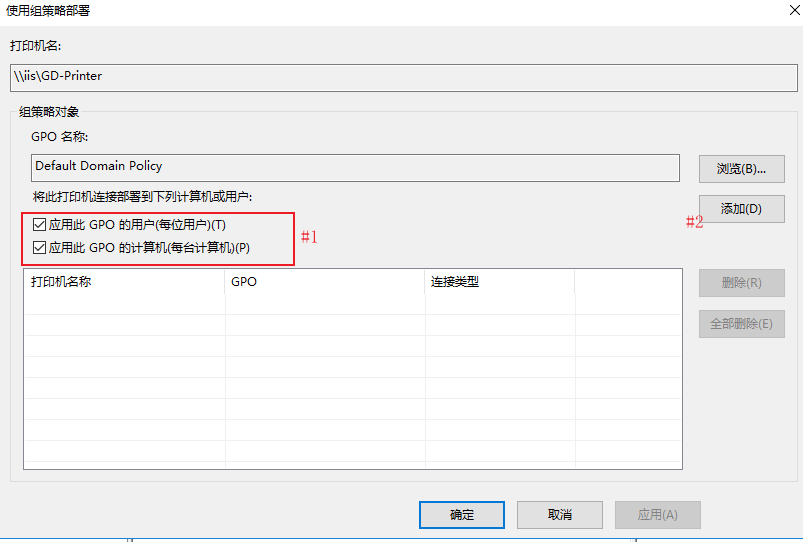 使用组策略部署
打印机名:
\\iis\GD-Printer
组策略对象
GPO 名称:
Default Domain Policy
浏览(B)...
将此打印机连接部署到下列计算机或用户:
添加(D)
应用此 GPO 的用户(每位用户)(T)
应用此 GPO 的计算机(每台计算机)(P)
#1
#2
打印机名称 GPO 连接类型
删除(R)
全部删除(E)
确定 取消 应用(A)